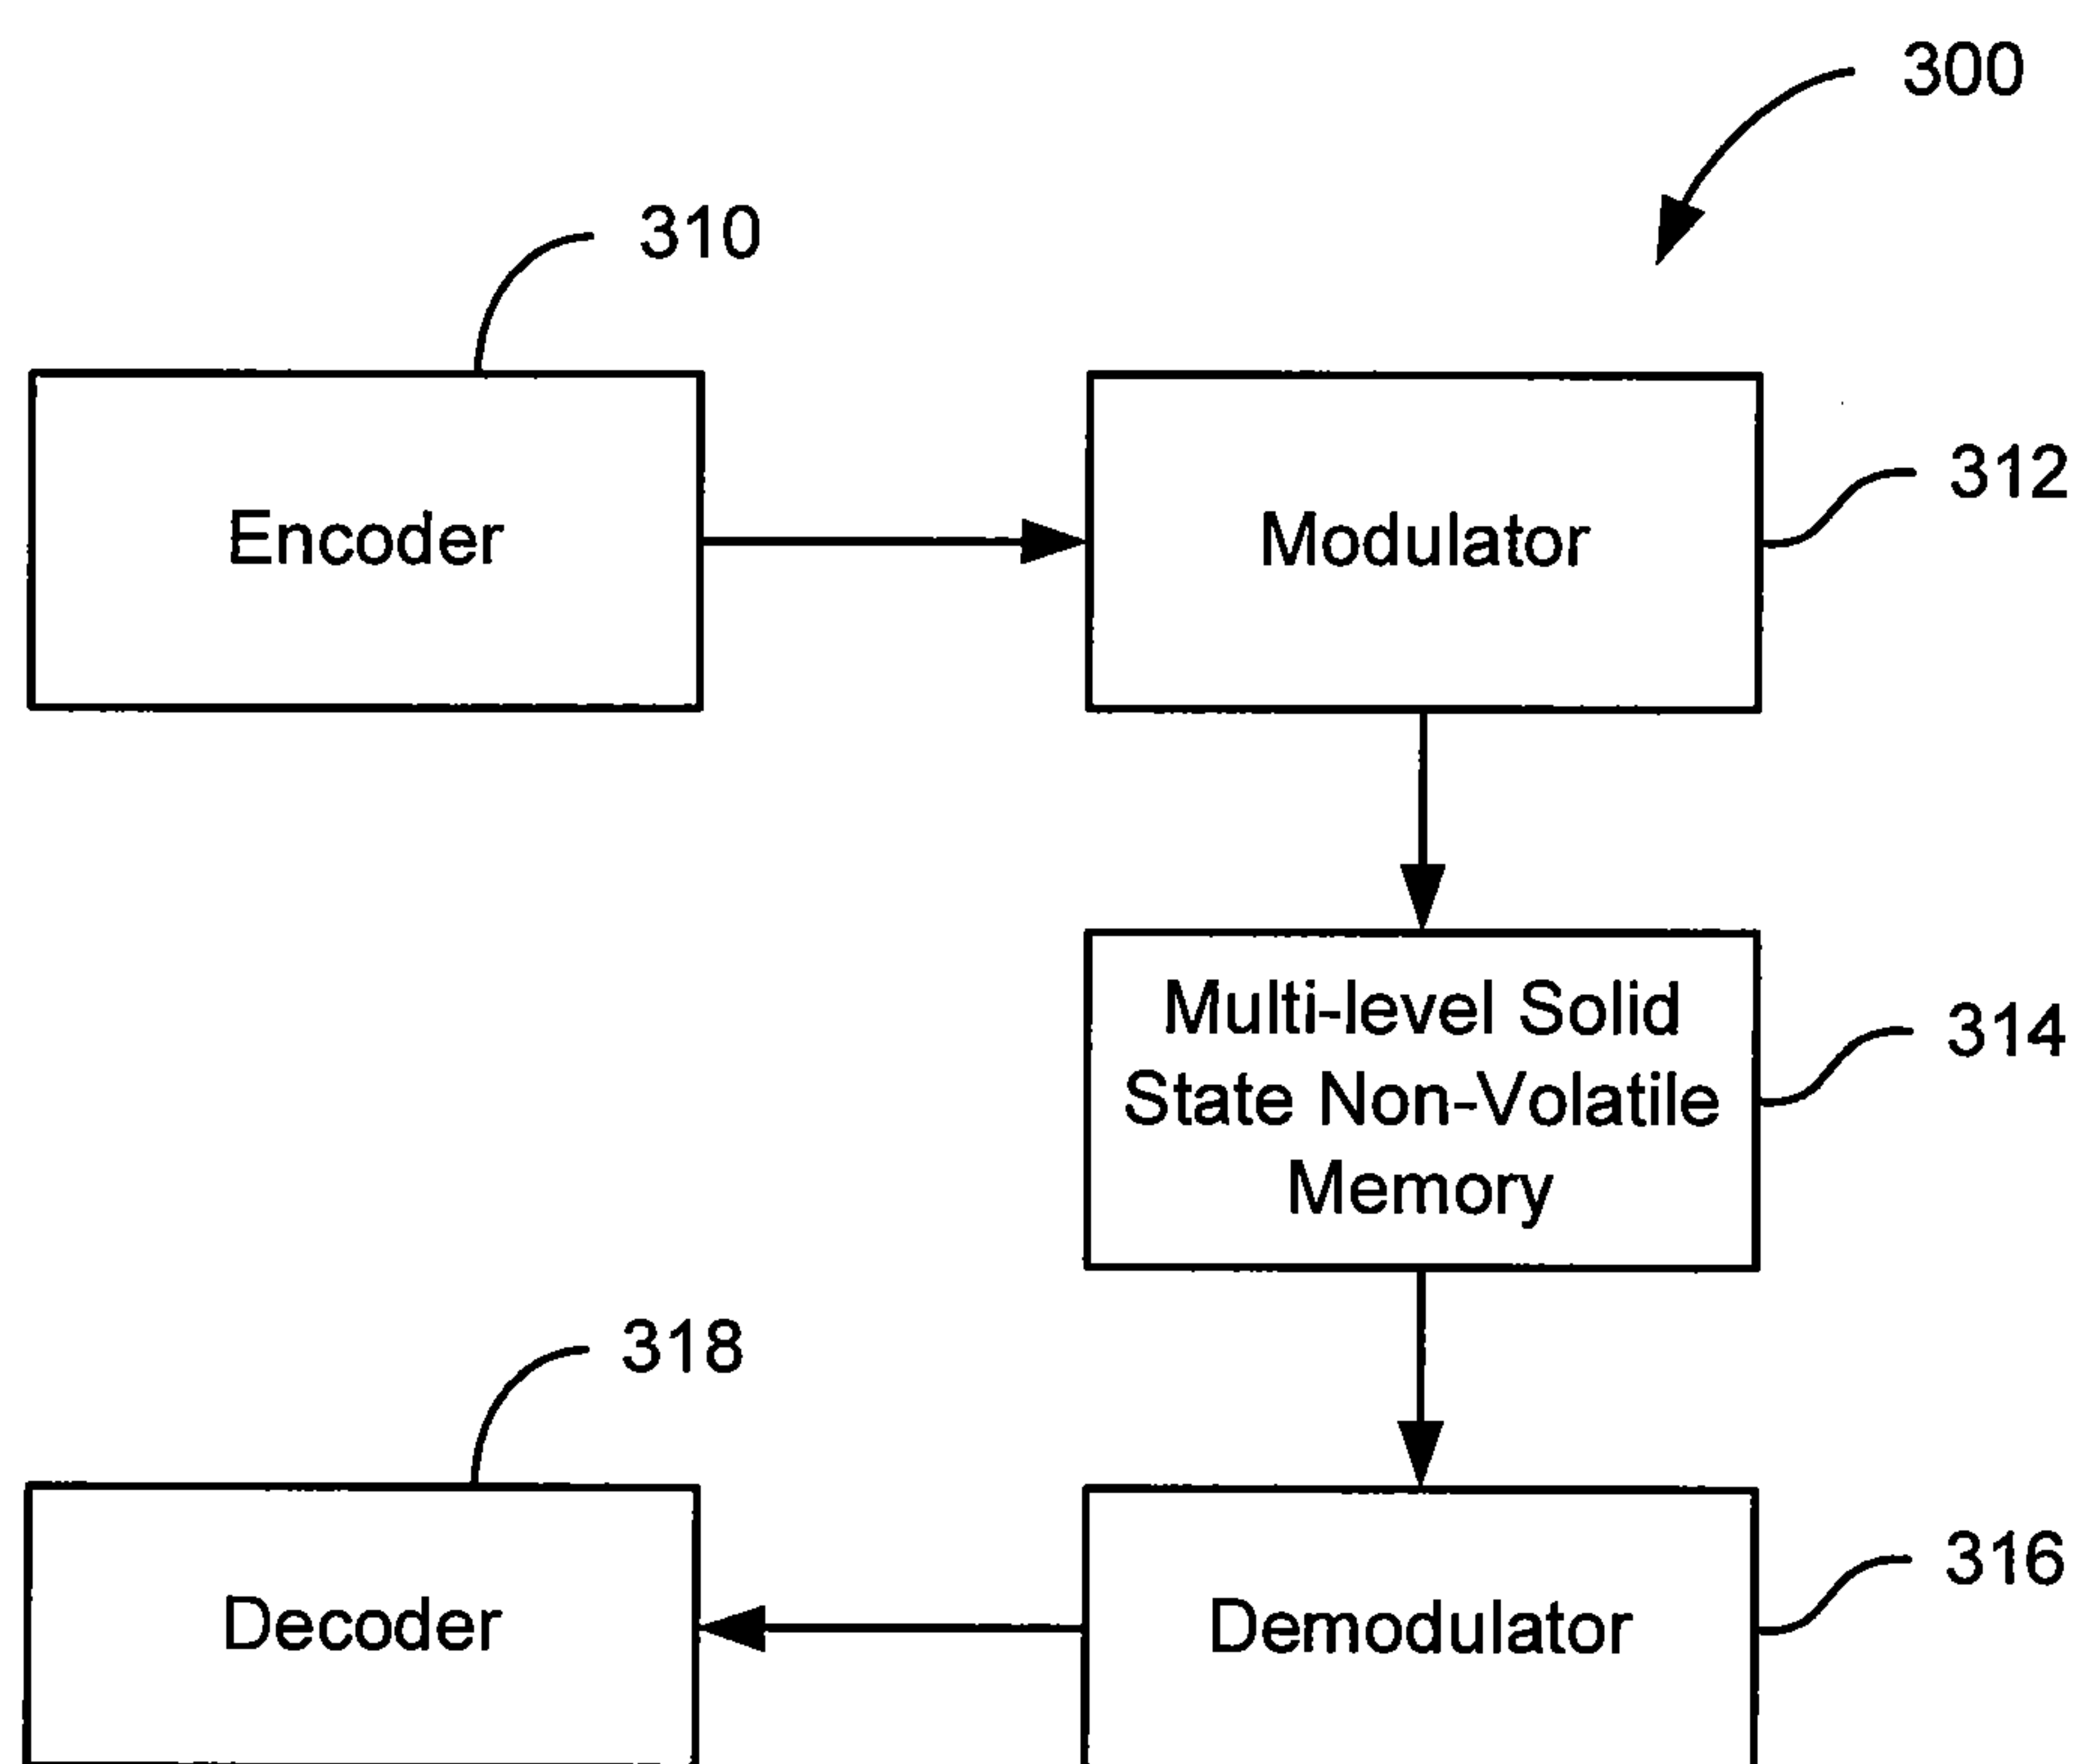 300
310
Encoder
Modulator
312
Multi-level Solid
State Non-Volatile
Memory
314
318
Decoder
Demodulator
316